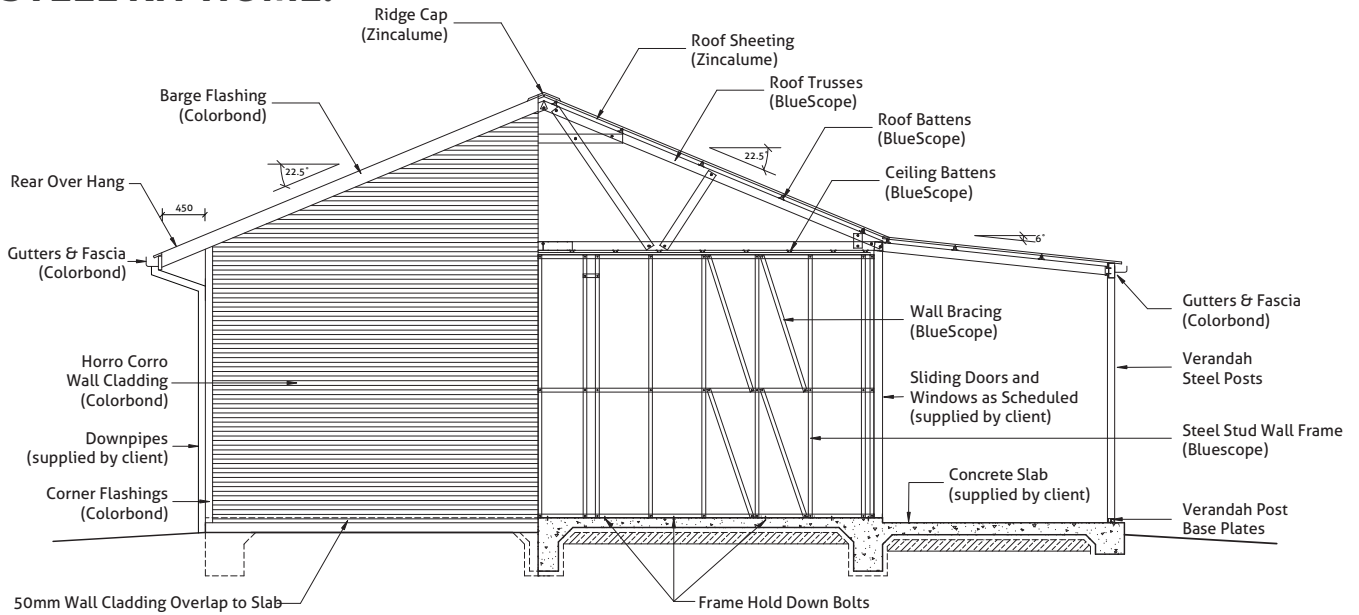 Ridge Cap
(Zincalume)
Roof Sheeting
(Zincalume)
Roof Trusses
(BlueScope)
Barge Flashing
(Colorbond)
Roof Battens
(BlueScope)
22.5°
22.5°
Ceiling Battens
(BlueScope)
Rear Over Hang
450
6°
Gutters & Fascia
(Colorbond)
Gutters & Fascia
(Colorbond)
Wall Bracing
(BlueScope)
Verandah
Steel Posts
Horro Corro
Wall Cladding
(Colorbond)
Sliding Doors and
Windows as Scheduled
(supplied by client)
Downpipes
(supplied by client)
Steel Stud Wall Frame
(Bluescope)
Concrete Slab
(supplied by client)
Corner Flashings
(Colorbond)
Verandah Post
Base Plates
50mm Wall Cladding Overlap to Slab
Frame Hold Down Bolts